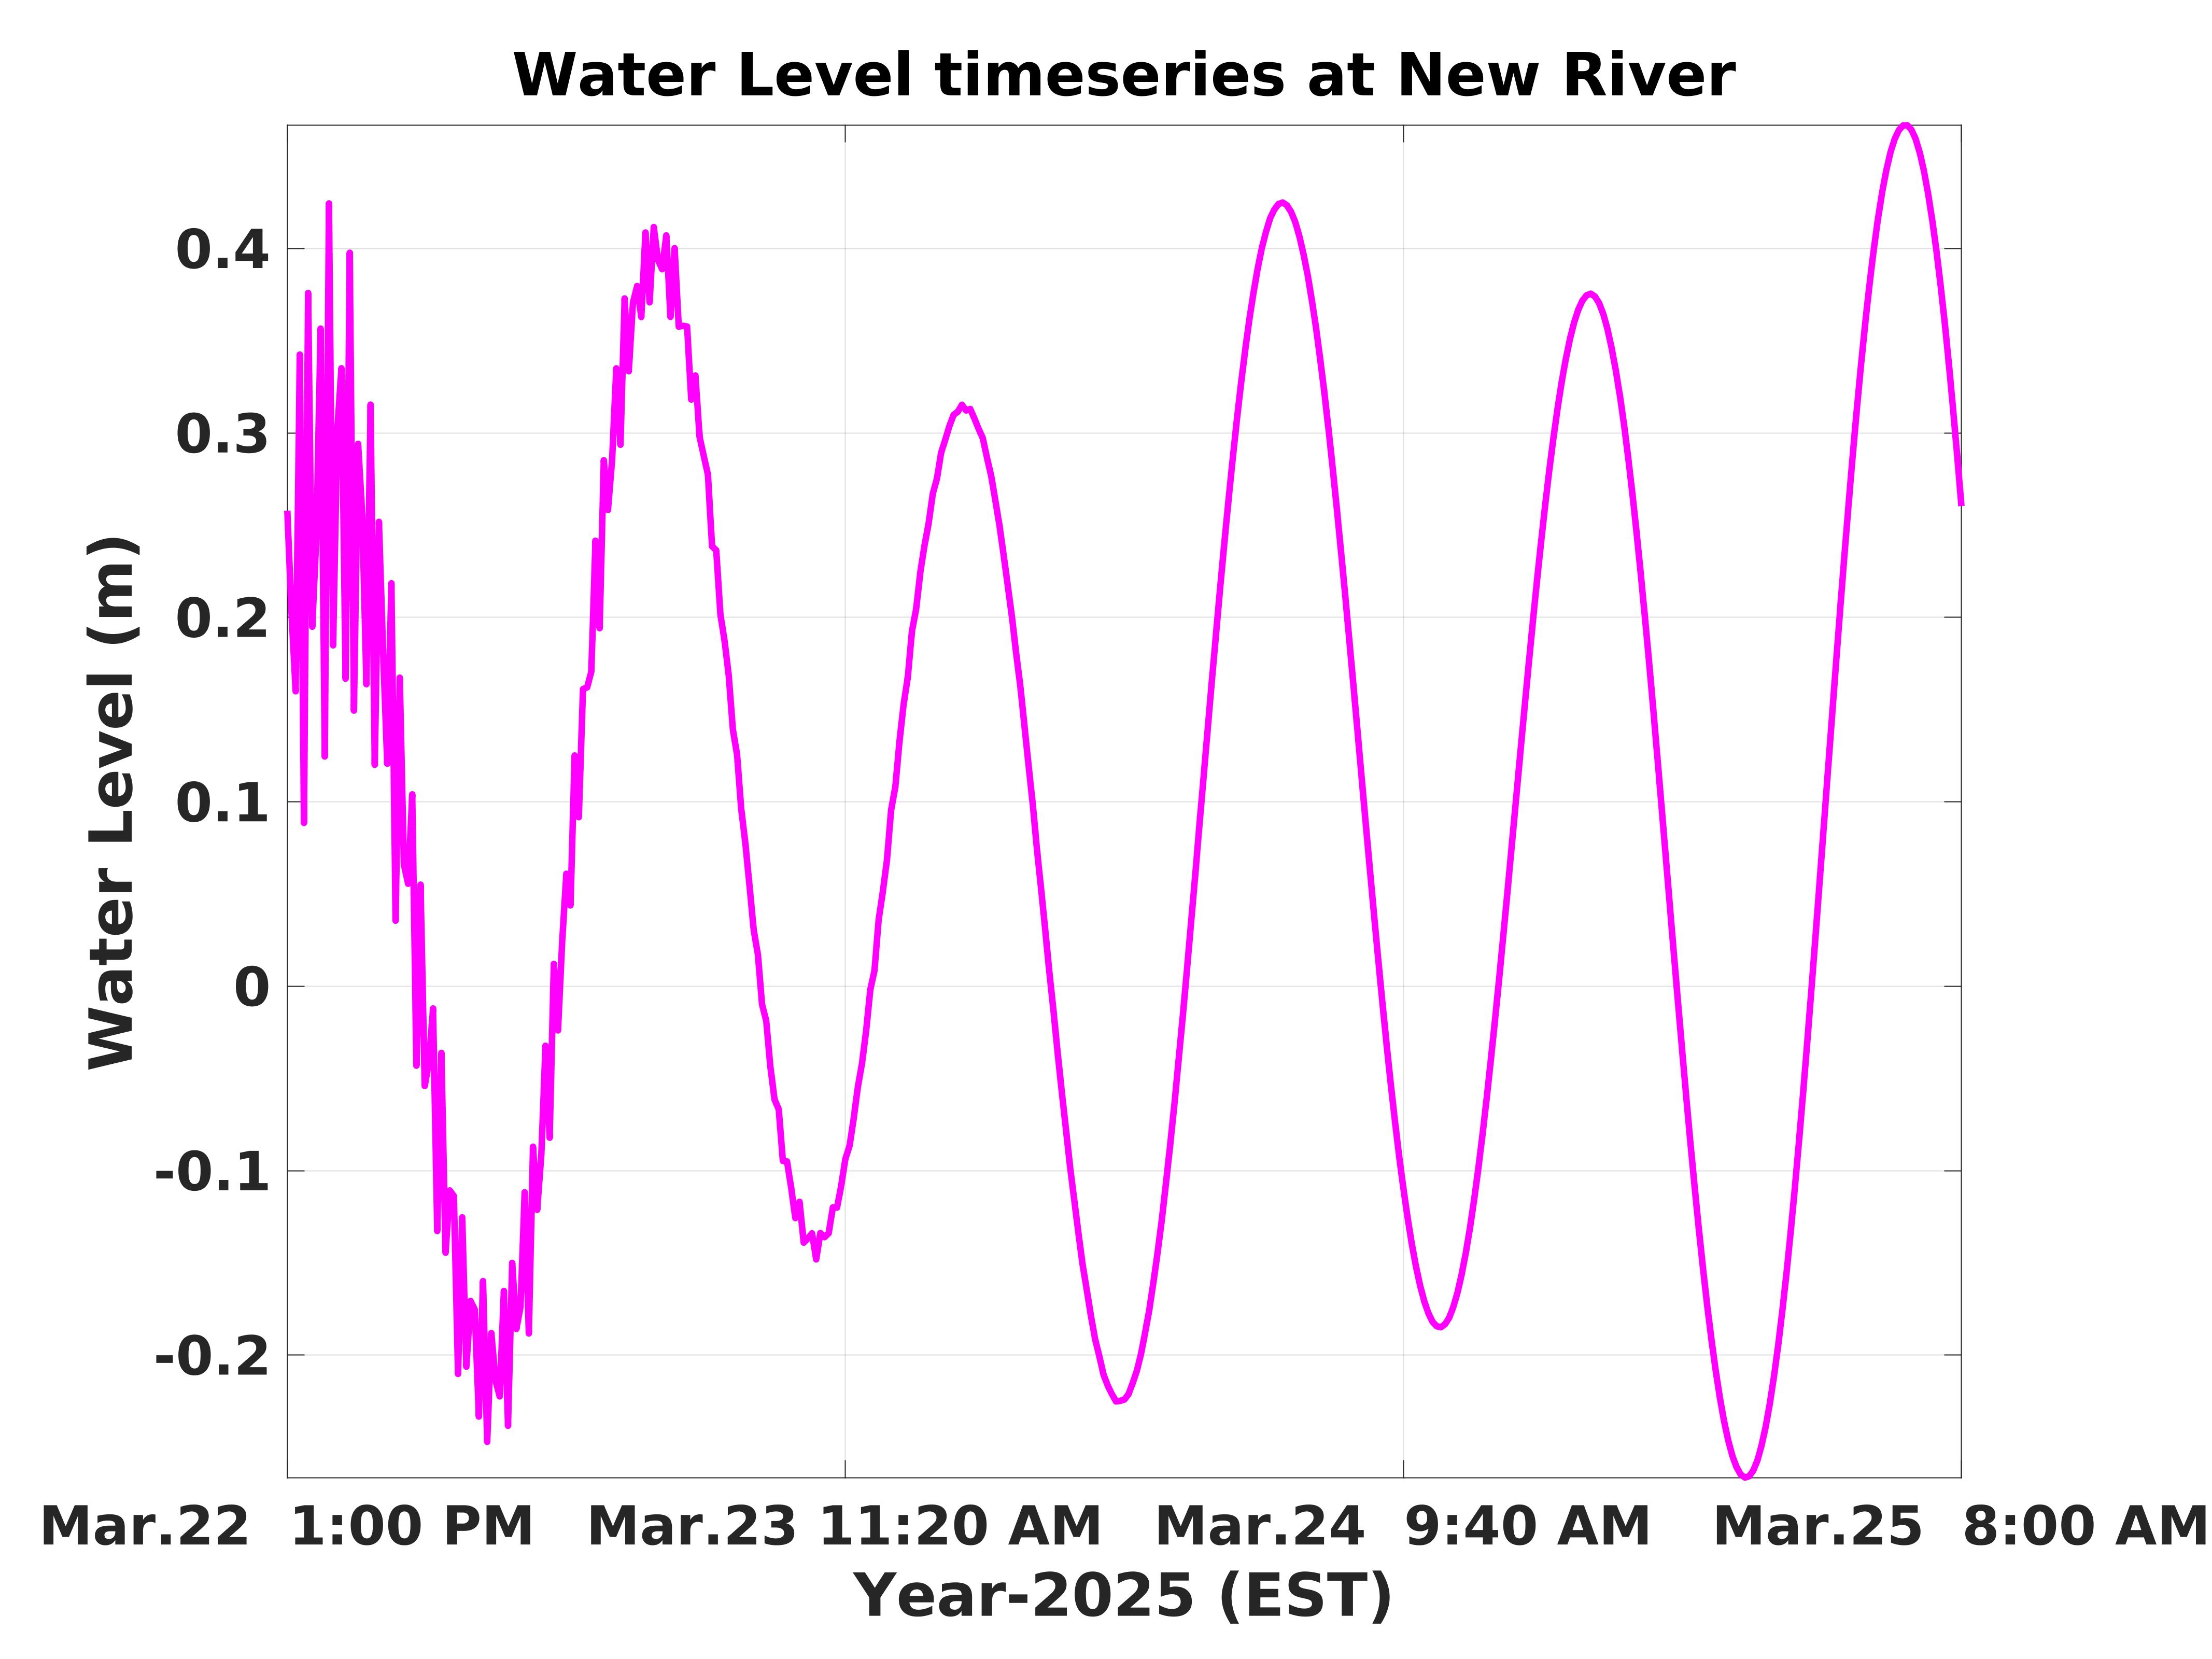 Water Level timeseries at New River
Water Level (m)
0.4
0.3
0.2
0.1
0
-0.1
-0.2
Mar.22 1:00 PM Mar.23 11:20 AM Mar.24 9:40 AM Mar.25 8:00 AM
Year-2025 (EST)